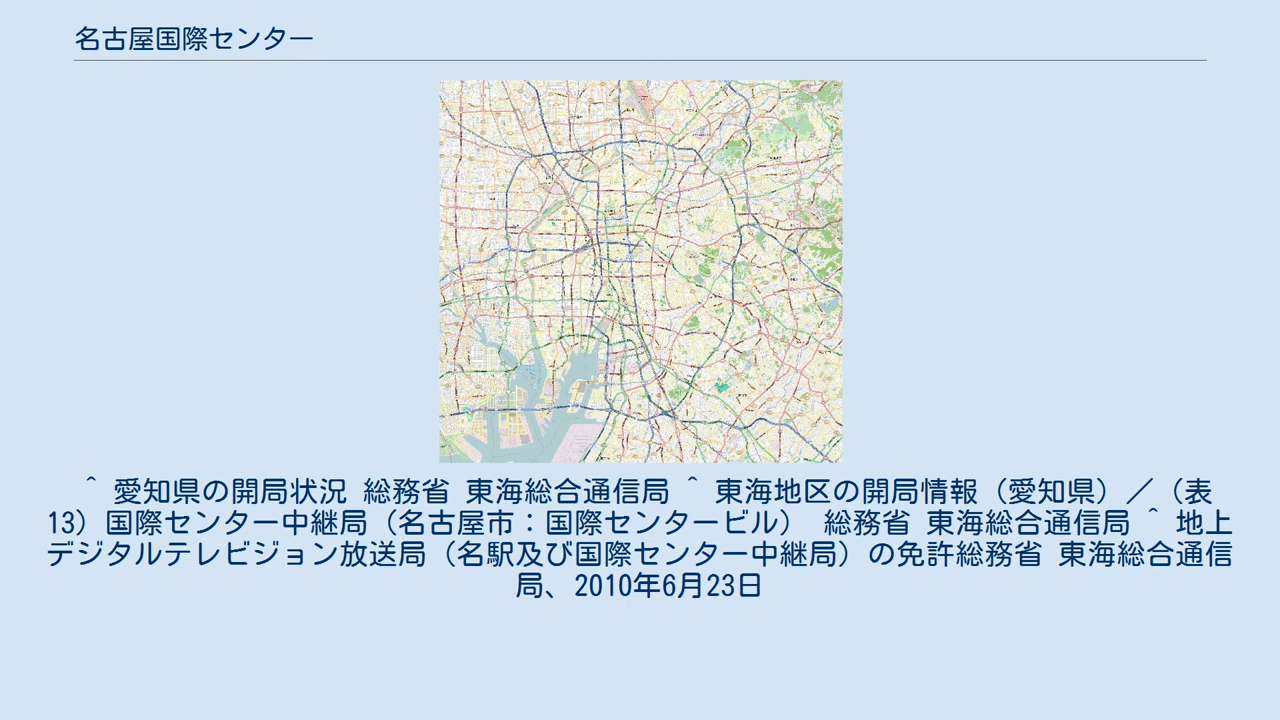 名古屋国際センター
^ 愛知県の開局状況 総務省 東海総合通信局 ^ 東海地区の開局情報（愛知県）／（表
13）国際センター中継局（名古屋市：国際センタービル） 総務省 東海総合通信局 ^ 地上
デジタルテレビジョン放送局（名駅及び国際センター中継局）の免許総務省 東海総合通信
局、2010年6月23日